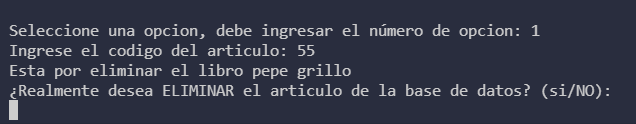 Seleccione una opcion, debe ingresar el número de opcion: 1
Ingrese el codigo del articulo: 55
Esta por eliminar el libro pepe grillo
¿Realmente desea ELIMINAR el articulo de la base de datos? (si/NO):